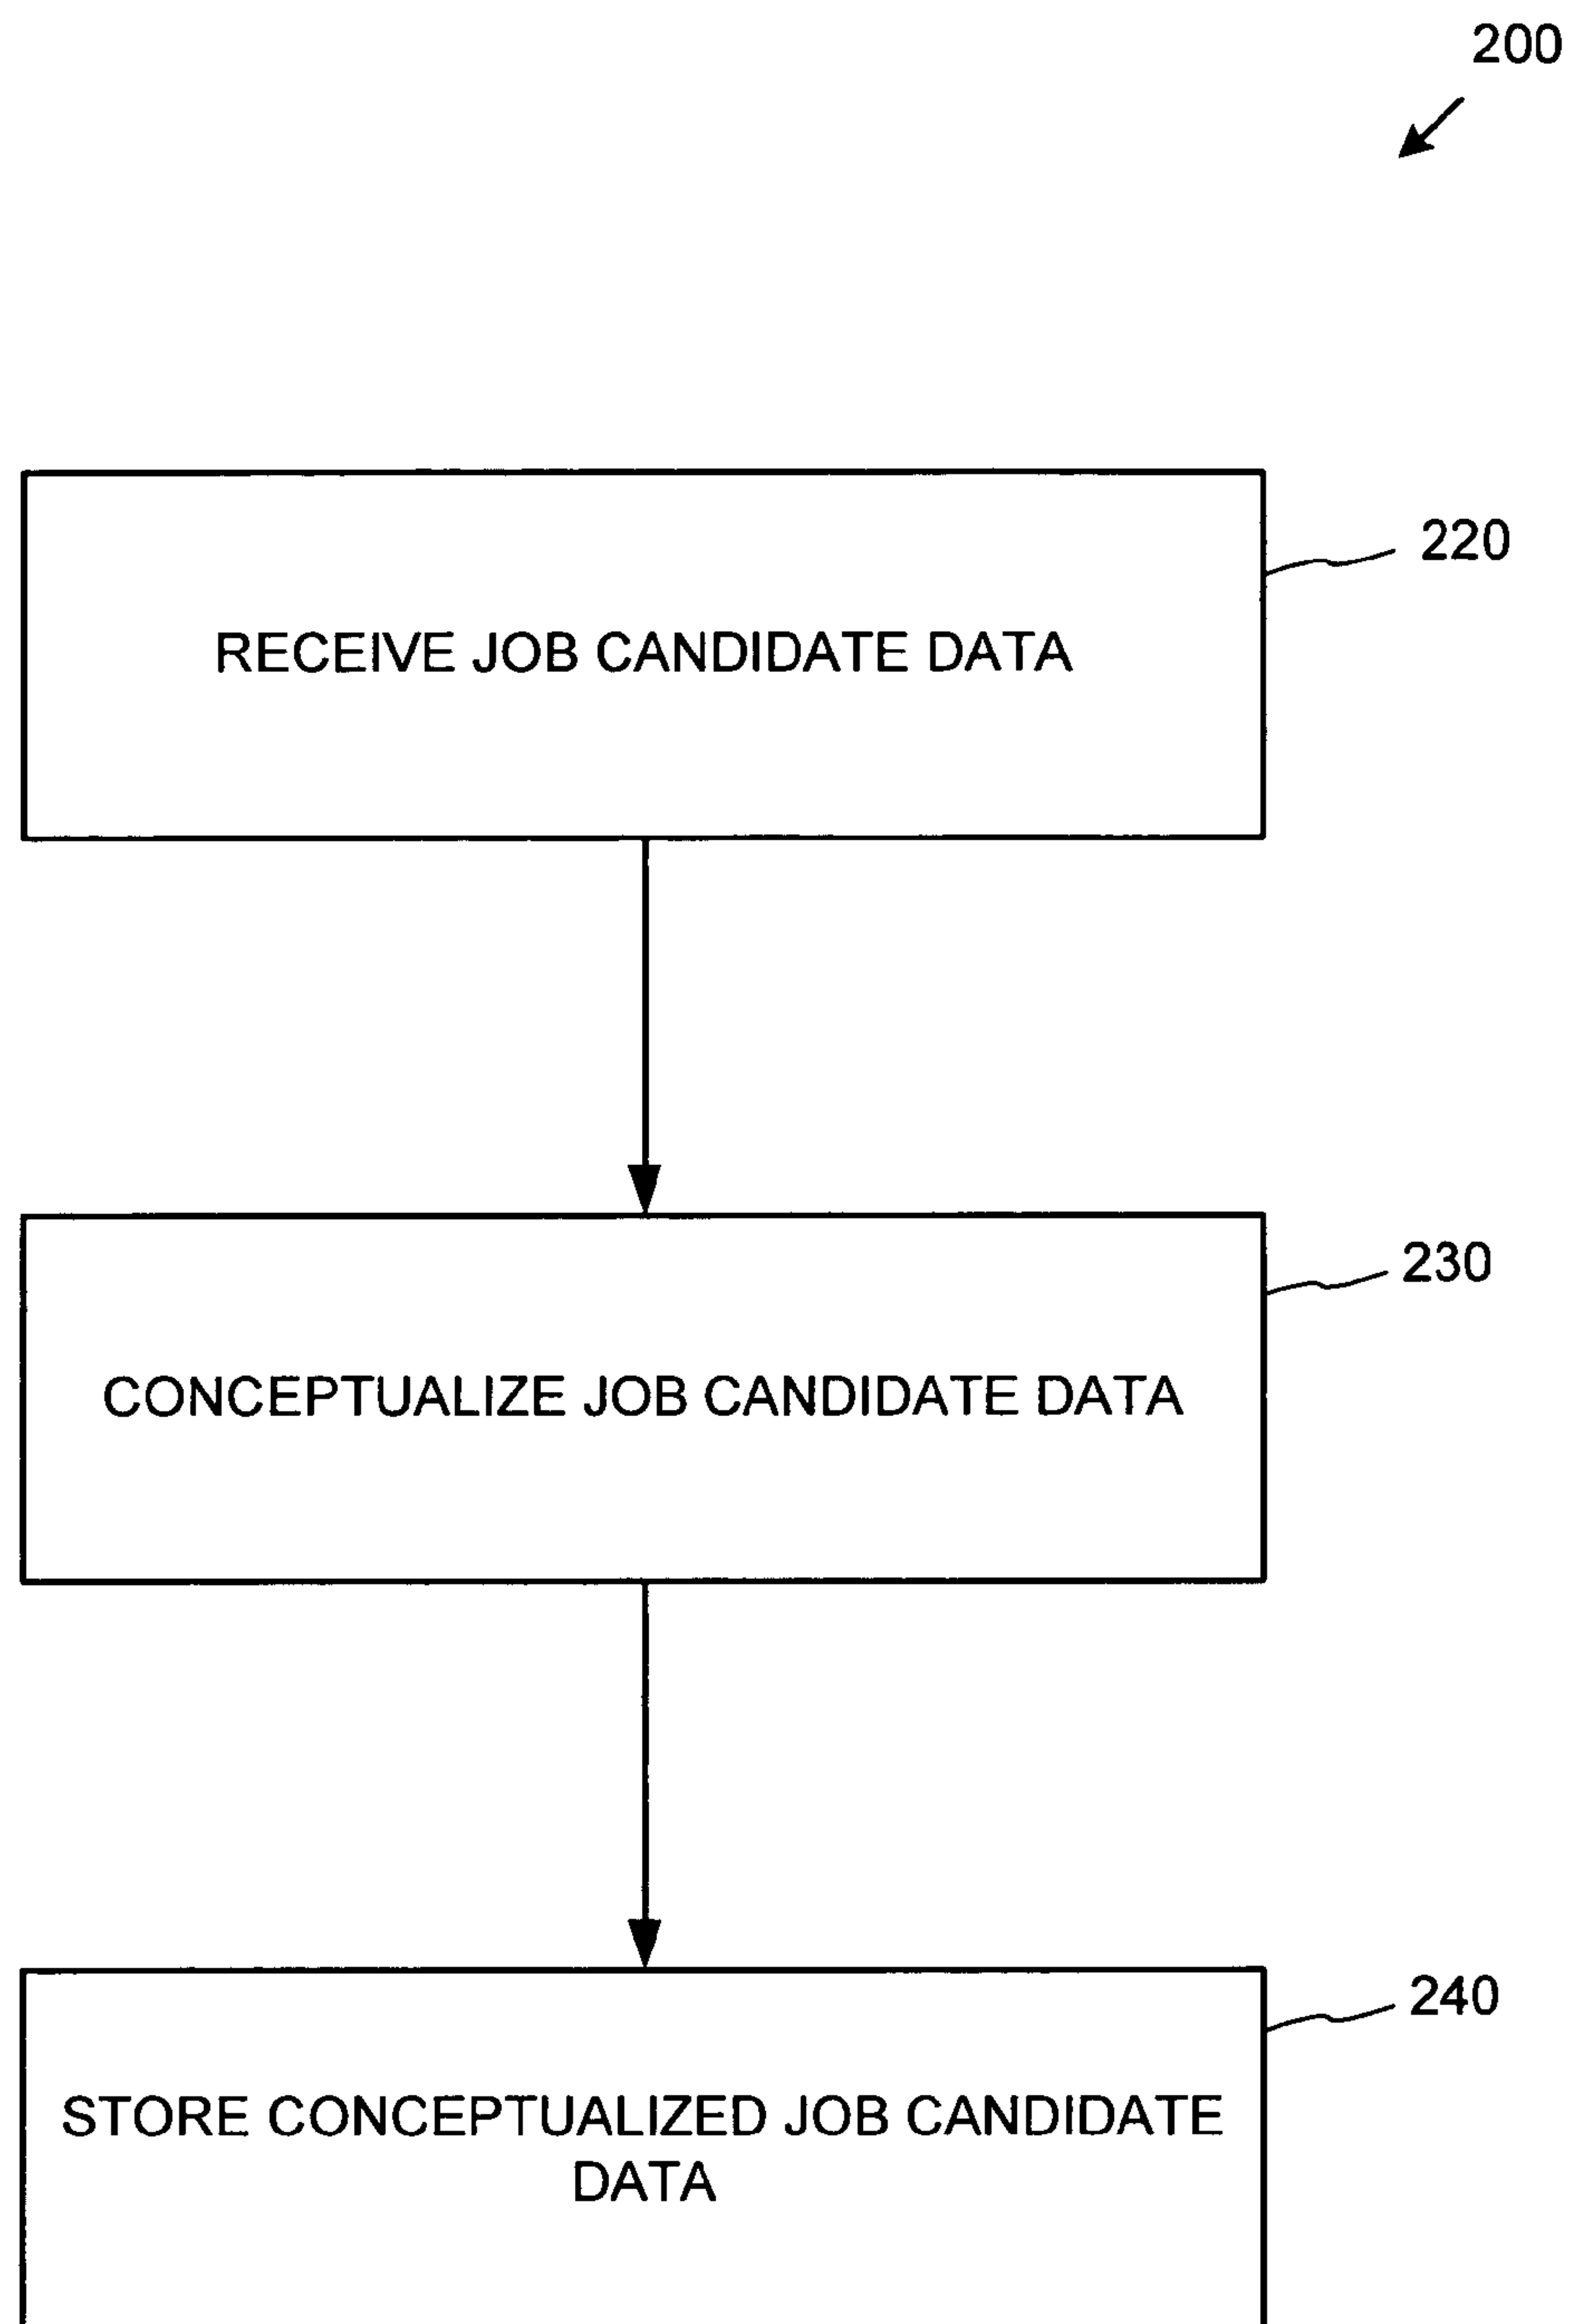 200
220
RECEIVE JOB CANDIDATE DATA
230
CONCEPTUALIZE JOB CANDIDATE DATA
240
STORE CONCEPTUALIZED JOB CANDIDATE
DATA